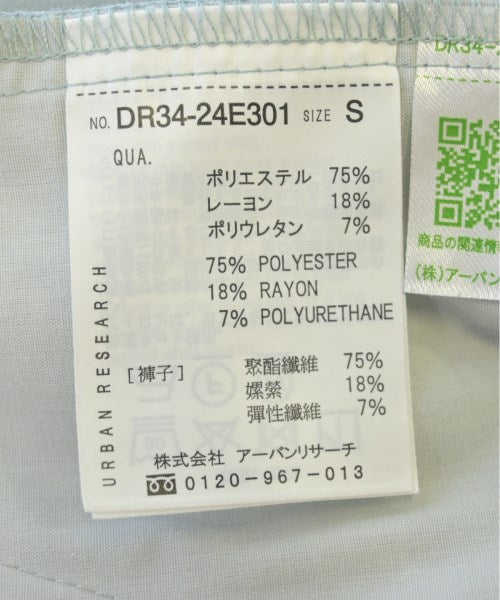 NO. DR34-24E301 SIZE S
QUA.
ポリエステル 75%
レーヨン 18%
ポリウレタン 7%
75% POLYESTER
18% RAYON
7% POLYURETHANE
[褲子] 聚酯纖維 75%
嫘縈 18%
彈性纖維 7%
URBAN RESEARCH
株式会社 アーバンリサーチ
0120-967-013
DR34-
商品の関連情
(株)アーバン